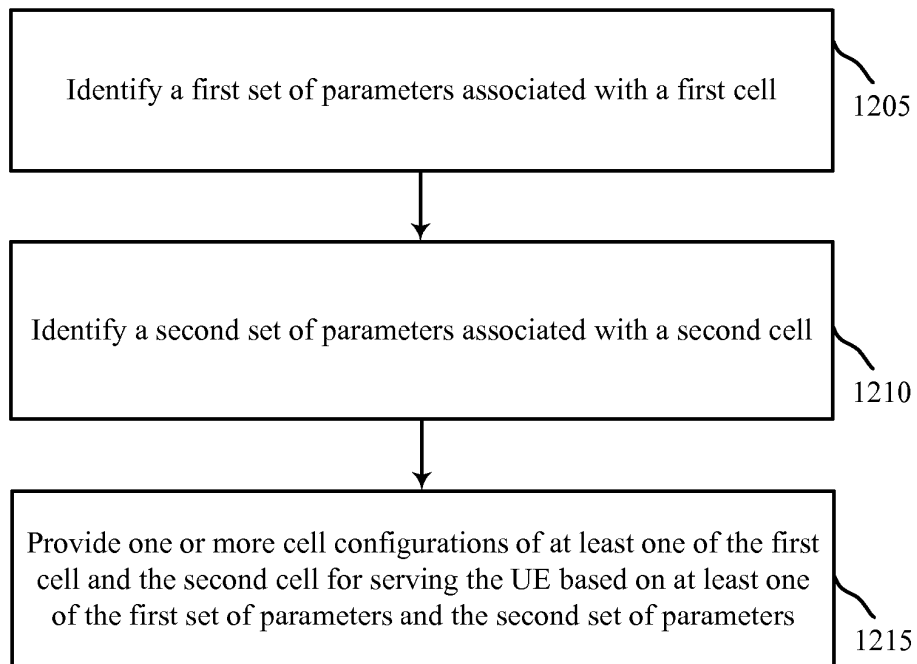 Identify a first set of parameters associated with a first cell
1205
Identify a second set of parameters associated with a second cell
1210
Provide one or more cell configurations of at least one of the first
cell and the second cell for serving the UE based on at least one
of the first set of parameters and the second set of parameters
1215